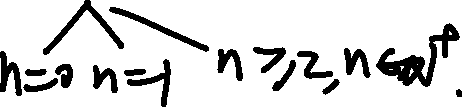 n=0 n=1 n≥2, n∈N⁺.